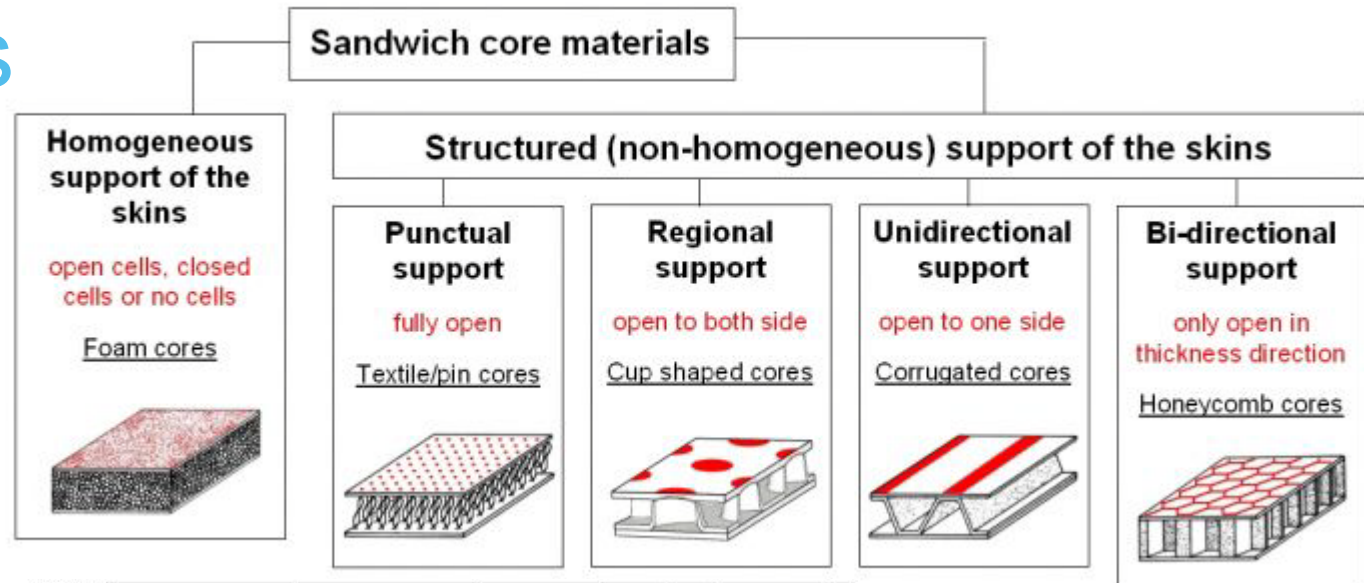 s
Sandwich core materials
Homogeneous
support of the
skins
open cells, closed
cells or no cells
Foam cores
Structured (non-homogeneous) support of the skins
Punctual
support
fully open
Textile/pin cores
Regional
support
open to both side
Cup shaped cores
Unidirectional
support
open to one side
Corrugated cores
Bi-directional
support
only open in
thickness direction
Honeycomb cores